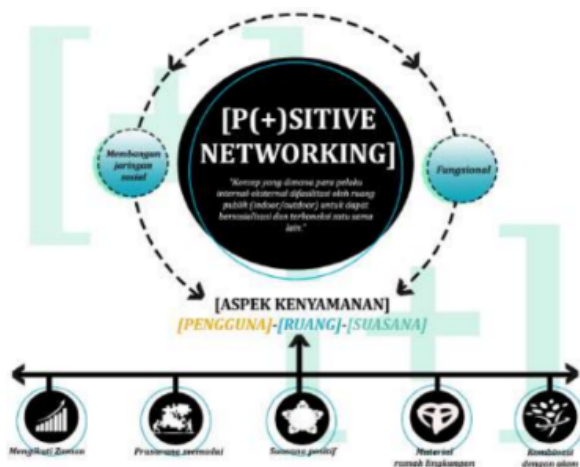 [P(+)SITIVE
NETWORKING]
"Konsep yang dimana para pelaku
internal-eksternal difasilitasi oleh ruang
publik (indoor/outdoor) untuk dapat
bersosialisasi dan terkoneksi satu sama
lain."
Membangun
jaringan
sosial
Fungsional
[ASPEK KENYAMANAN]
[PENGGUNA]-[RUANG]-[SUASANA]
Mengikuti Zaman
Prasarana memadai
Suasana positif
Material
ramah lingkungan
Kombinasi
dengan alam